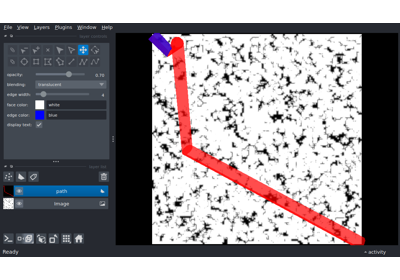 File View Layers Plugins Window Help
opacity: 0.70
blending: translucent
edge width: 4
face color: white
edge color: blue
display text: ✓
path
Image
Ready
activity